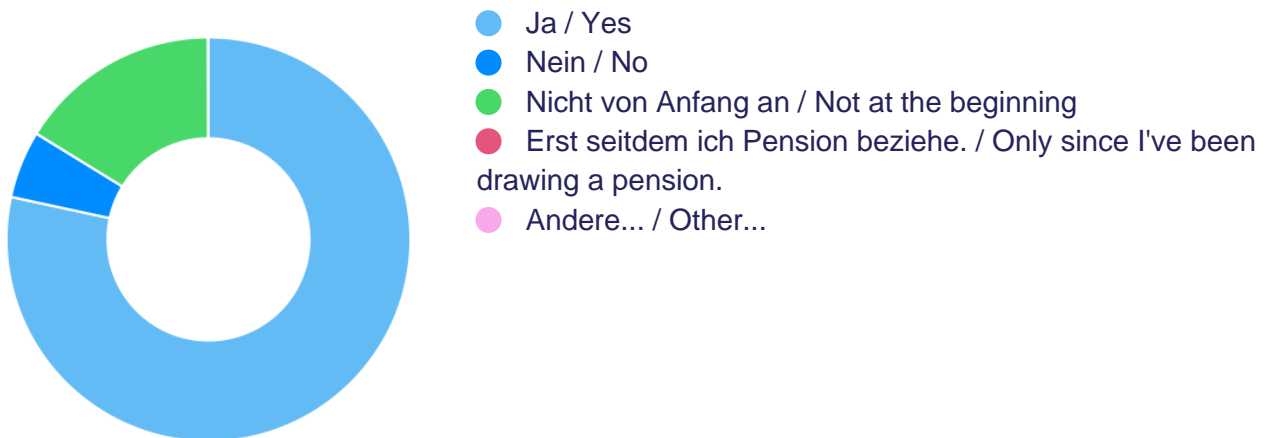 Ja / Yes
Nein / No
Nicht von Anfang an / Not at the beginning
Erst seitdem ich Pension beziehe. / Only since I've been
drawing a pension.
Andere... / Other...